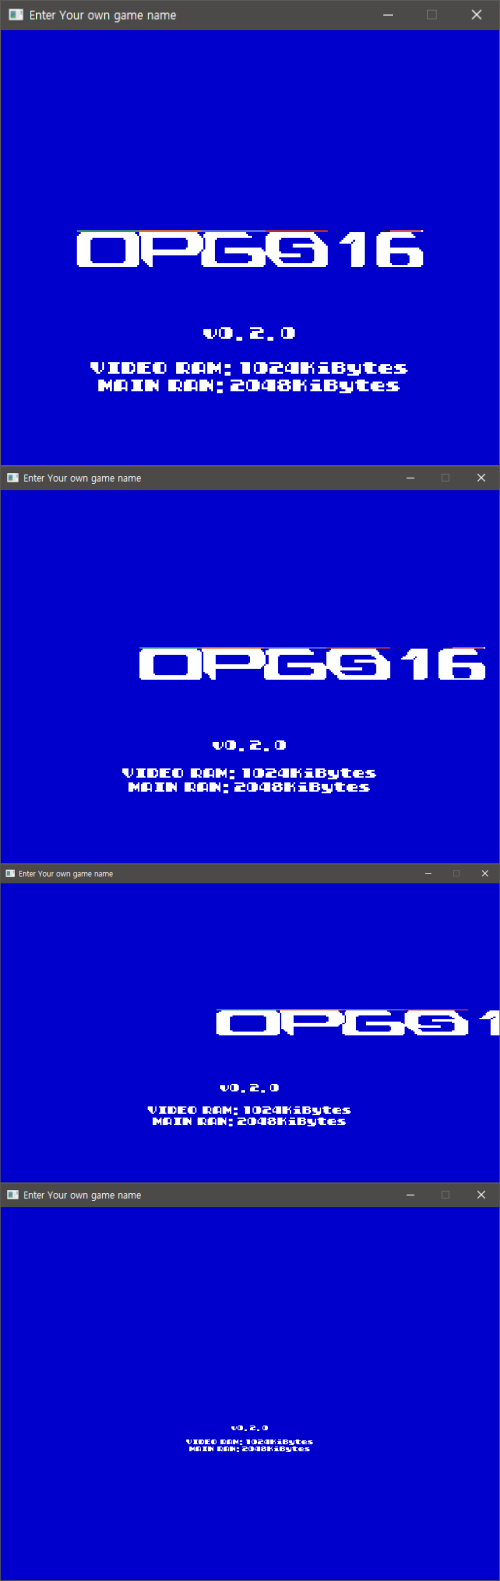 Enter Your own game name
OPGS16
v0.2.0
VIDEO RAM:1024KiBytes
MAIN RAN:2048KiBytes
Enter Your own game name
OPGS16
v0.2.0
VIDEO RAM:1024KiBytes
MAIN RAN:2048KiBytes
Enter Your own game name
OPGS1
v0.2.0
VIDEO RAM:1024KiBytes
MAIN RAN:2048KiBytes
Enter Your own game name
v0.2.0
VIDEO RAM:1024KiBytes
MAIN RAN:2048KiBytes